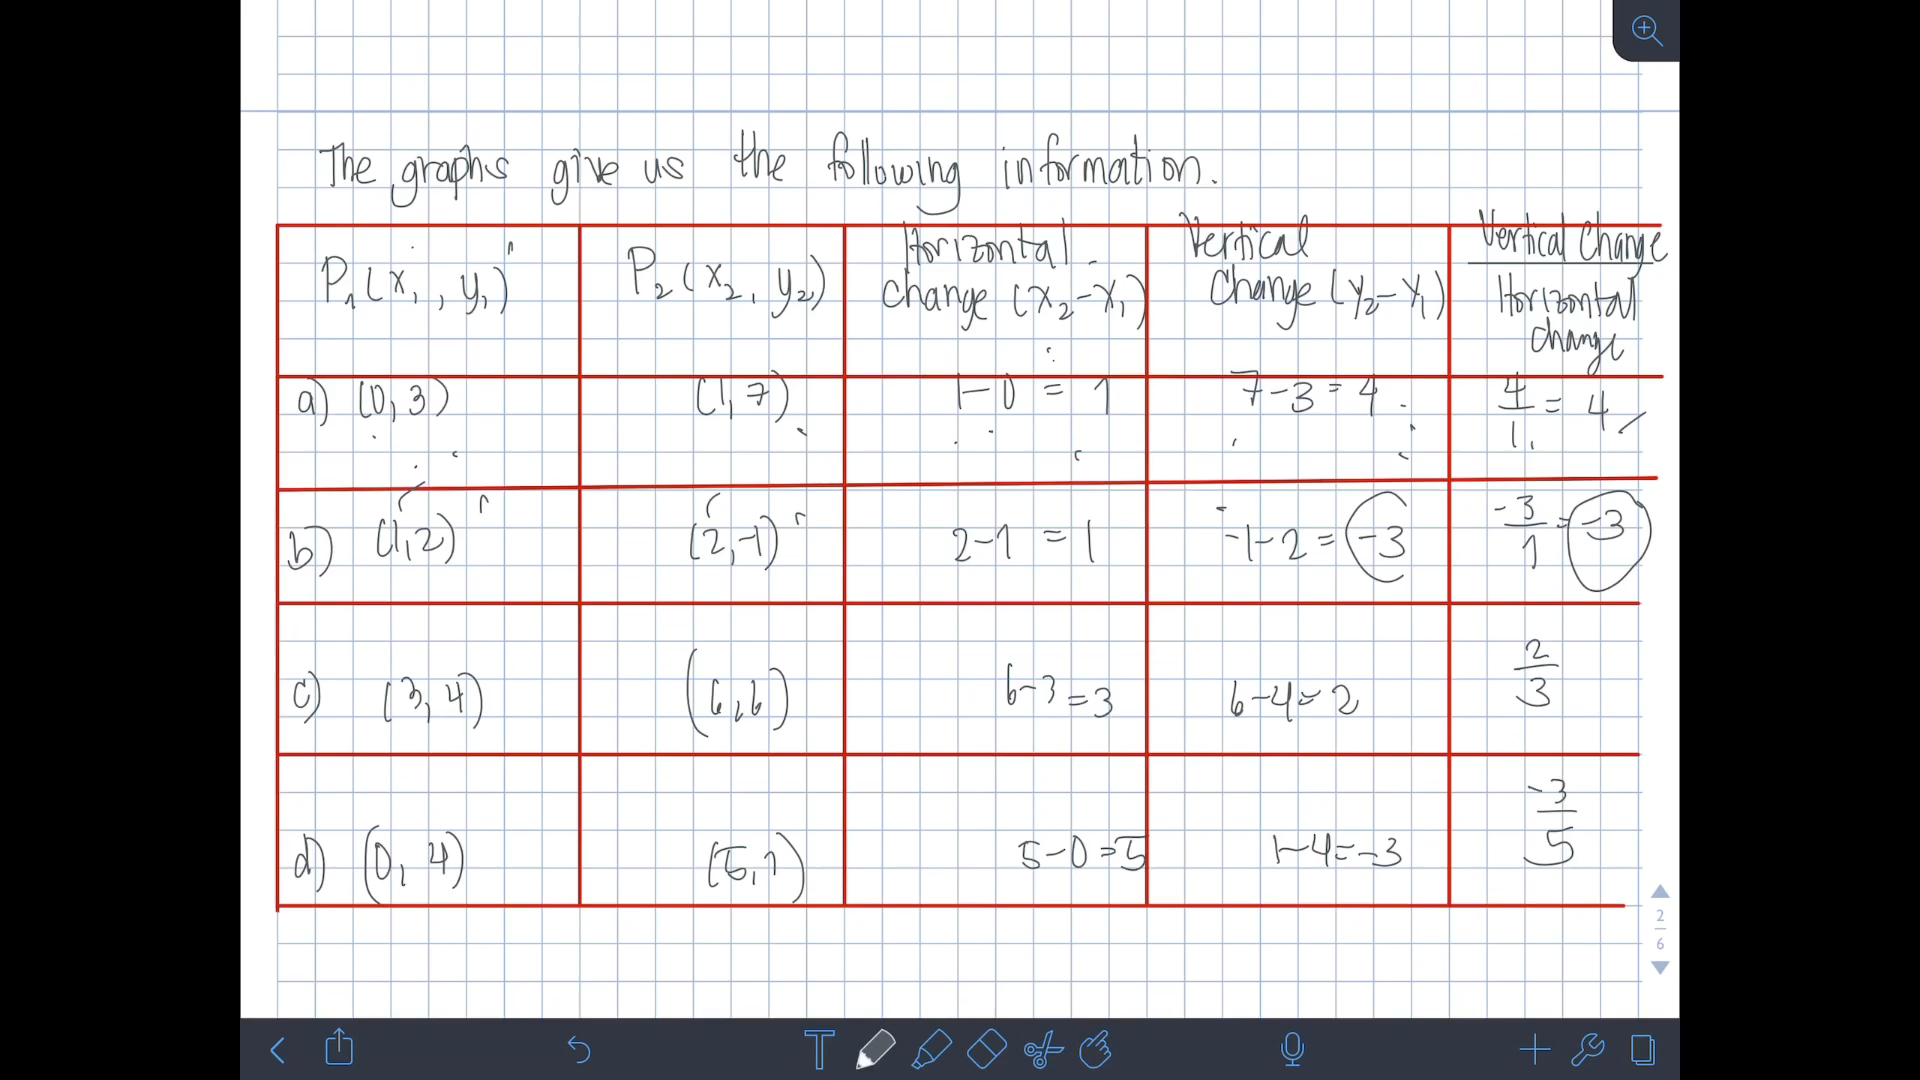 The graphs give us the following information.
P₁(x₁, y₁) P₂(x₂, y₂) Horizontal change (x₂-x₁) Vertical Change (y₂-y₁) Vertical Change / Horizontal change
a) (0, 3) (1, 7) 1-0 = 1 7-3 = 4 4/1 = 4
b) (1,2) (2,-1) 2-1 = 1 -1-2 = -3 -3/1 = -3
c) (3, 4) (6,6) 6-3 = 3 6-4 = 2 2/3
d) (0, 4) (5,1) 5-0 = 5 1-4 = -3 -3/5
2
6
T